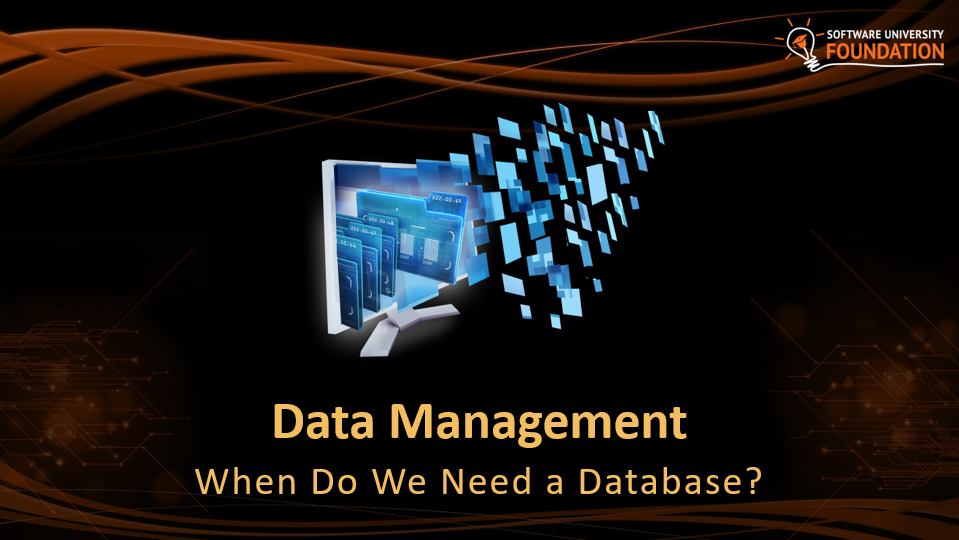 SOFTWARE UNIVERSITY
FOUNDATION
Data Management
When Do We Need a Database?